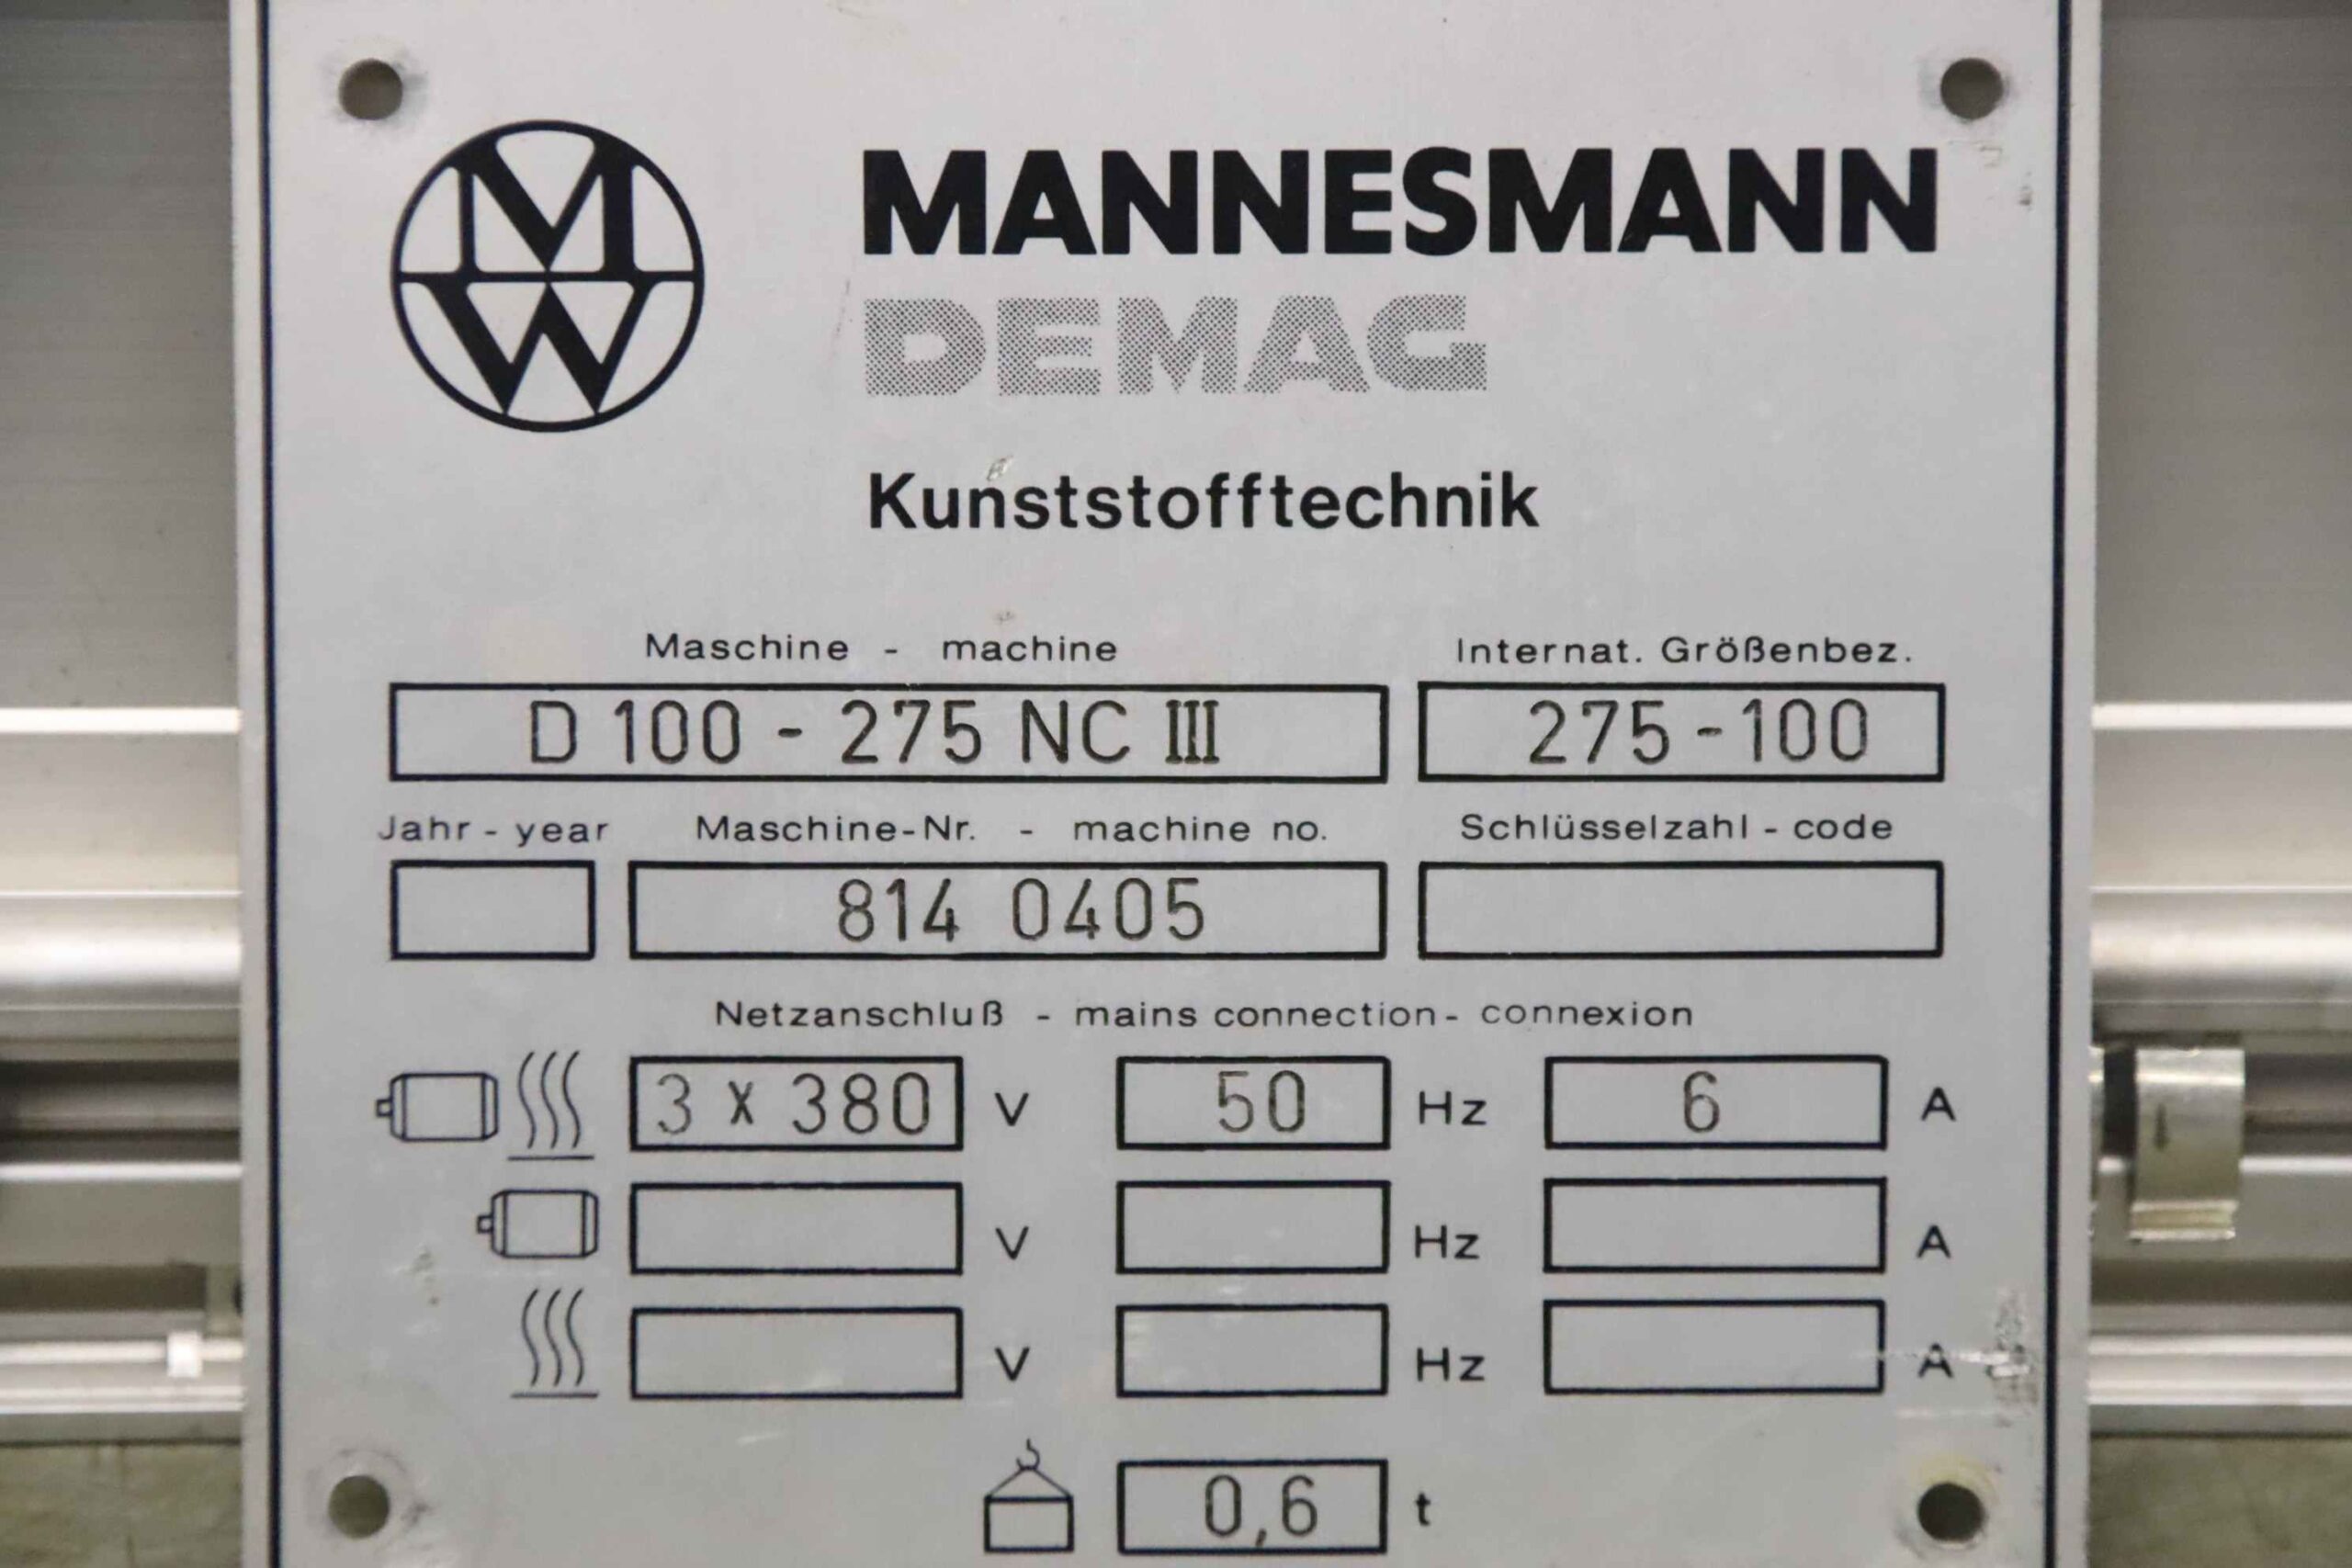 MW
MANNESMANN
DEMAG
Kunststofftechnik
Maschine - machine
Internat. Größenbez.
D 100 - 275 NC III
275-100
Jahr - year
Maschine-Nr. - machine no.
Schlüsselzahl - code
814 0405
Netzanschluß - mains connection - connexion
3 x 380 V 50 Hz 6 A
V Hz A
V Hz A
0,6 t